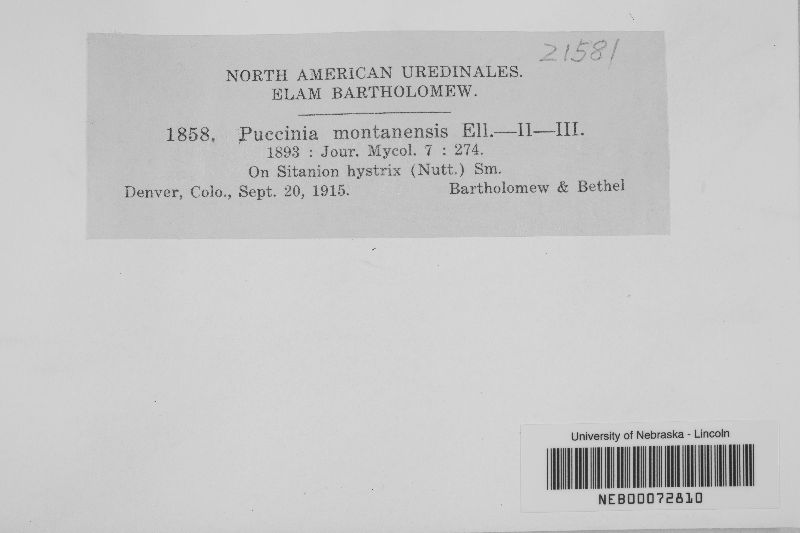 21581
NORTH AMERICAN UREDINALES.
ELAM BARTHOLOMEW.
1858. Puccinia montanensis Ell.—II—III.
1893 : Jour. Mycol. 7 : 274.
On Sitanion hystrix (Nutt.) Sm.
Denver, Colo., Sept. 20, 1915. Bartholomew & Bethel
University of Nebraska - Lincoln
NEB00072810